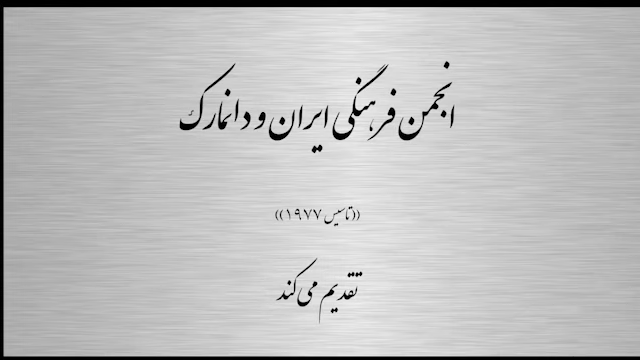 انجمن فرهنگی ایران و دانمارک
((تاسیس ۱۹۷۷))
تقدیم می کند